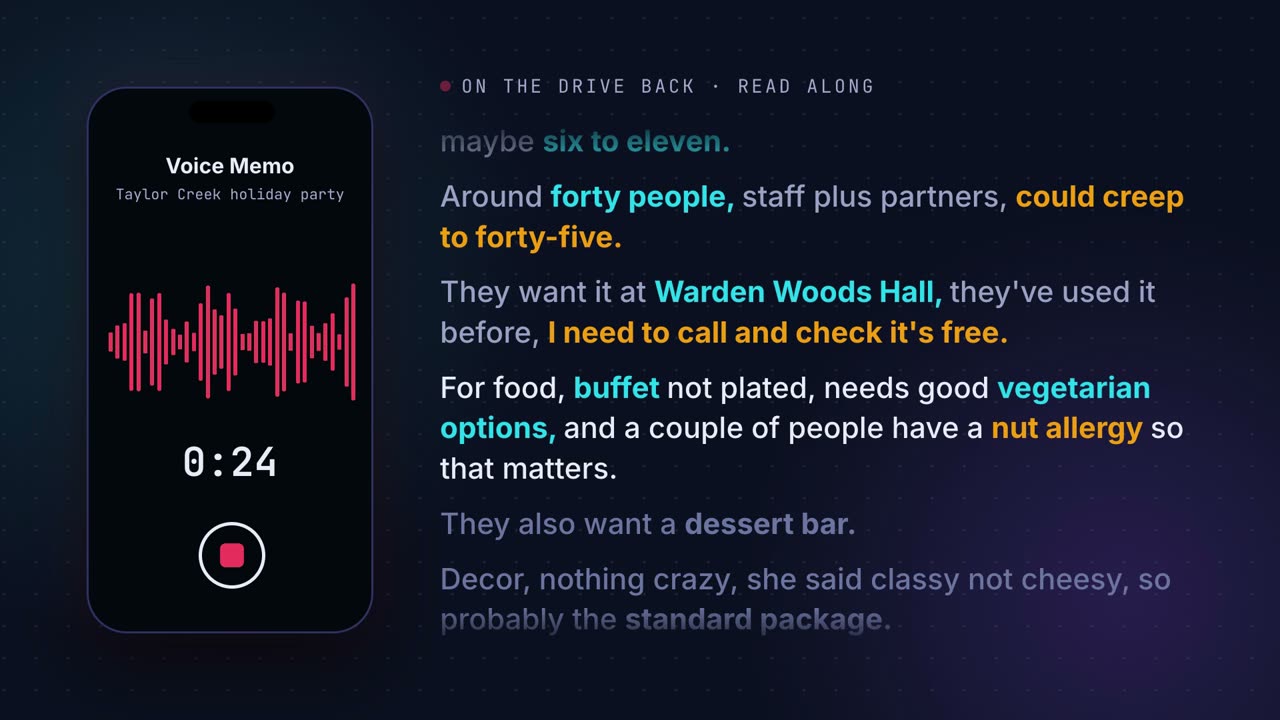 Voice Memo
Taylor Creek holiday party
0:24
ON THE DRIVE BACK · READ ALONG
maybe six to eleven.
Around forty people, staff plus partners, could creep
to forty-five.
They want it at Warden Woods Hall, they've used it
before, I need to call and check it's free.
For food, buffet not plated, needs good vegetarian
options, and a couple of people have a nut allergy so
that matters.
They also want a dessert bar.
Decor, nothing crazy, she said classy not cheesy, so
probably the standard package.